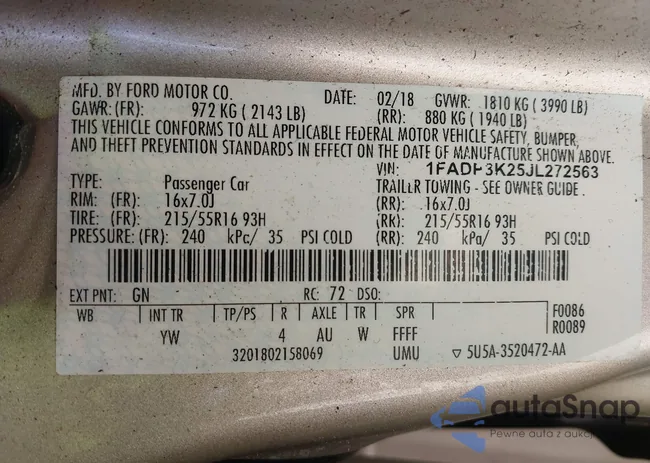 MFD. BY FORD MOTOR CO.
DATE: 02/18 GVWR: 1810 KG ( 3990 LB)
GAWR: (FR): 972 KG ( 2143 LB) (RR): 880 KG ( 1940 LB)
THIS VEHICLE CONFORMS TO ALL APPLICABLE FEDERAL MOTOR VEHICLE SAFETY, BUMPER,
AND THEFT PREVENTION STANDARDS IN EFFECT ON THE DATE OF MANUFACTURE SHOWN ABOVE.
VIN: 1FADP3K25JL272563
TYPE: Passenger Car TRAILER TOWING - SEE OWNER GUIDE.
RIM: (FR): 16x7.0J (RR): 16x7.0J
TIRE: (FR): 215/55R16 93H (RR): 215/55R16 93H
PRESSURE: (FR): 240 kPc/ 35 PSI COLD (RR): 240 kPa/ 35 PSI COLD
EXT PNT: GN RC: 72 DSO:
WB INT TR TP/PS R AXLE TR SPR
YW 4 AU W FFFF
F0086
R0089
3201802158069 UMU ▽ 5U5A-3520472-AA
autaSnap
Pewne auta z aukcji